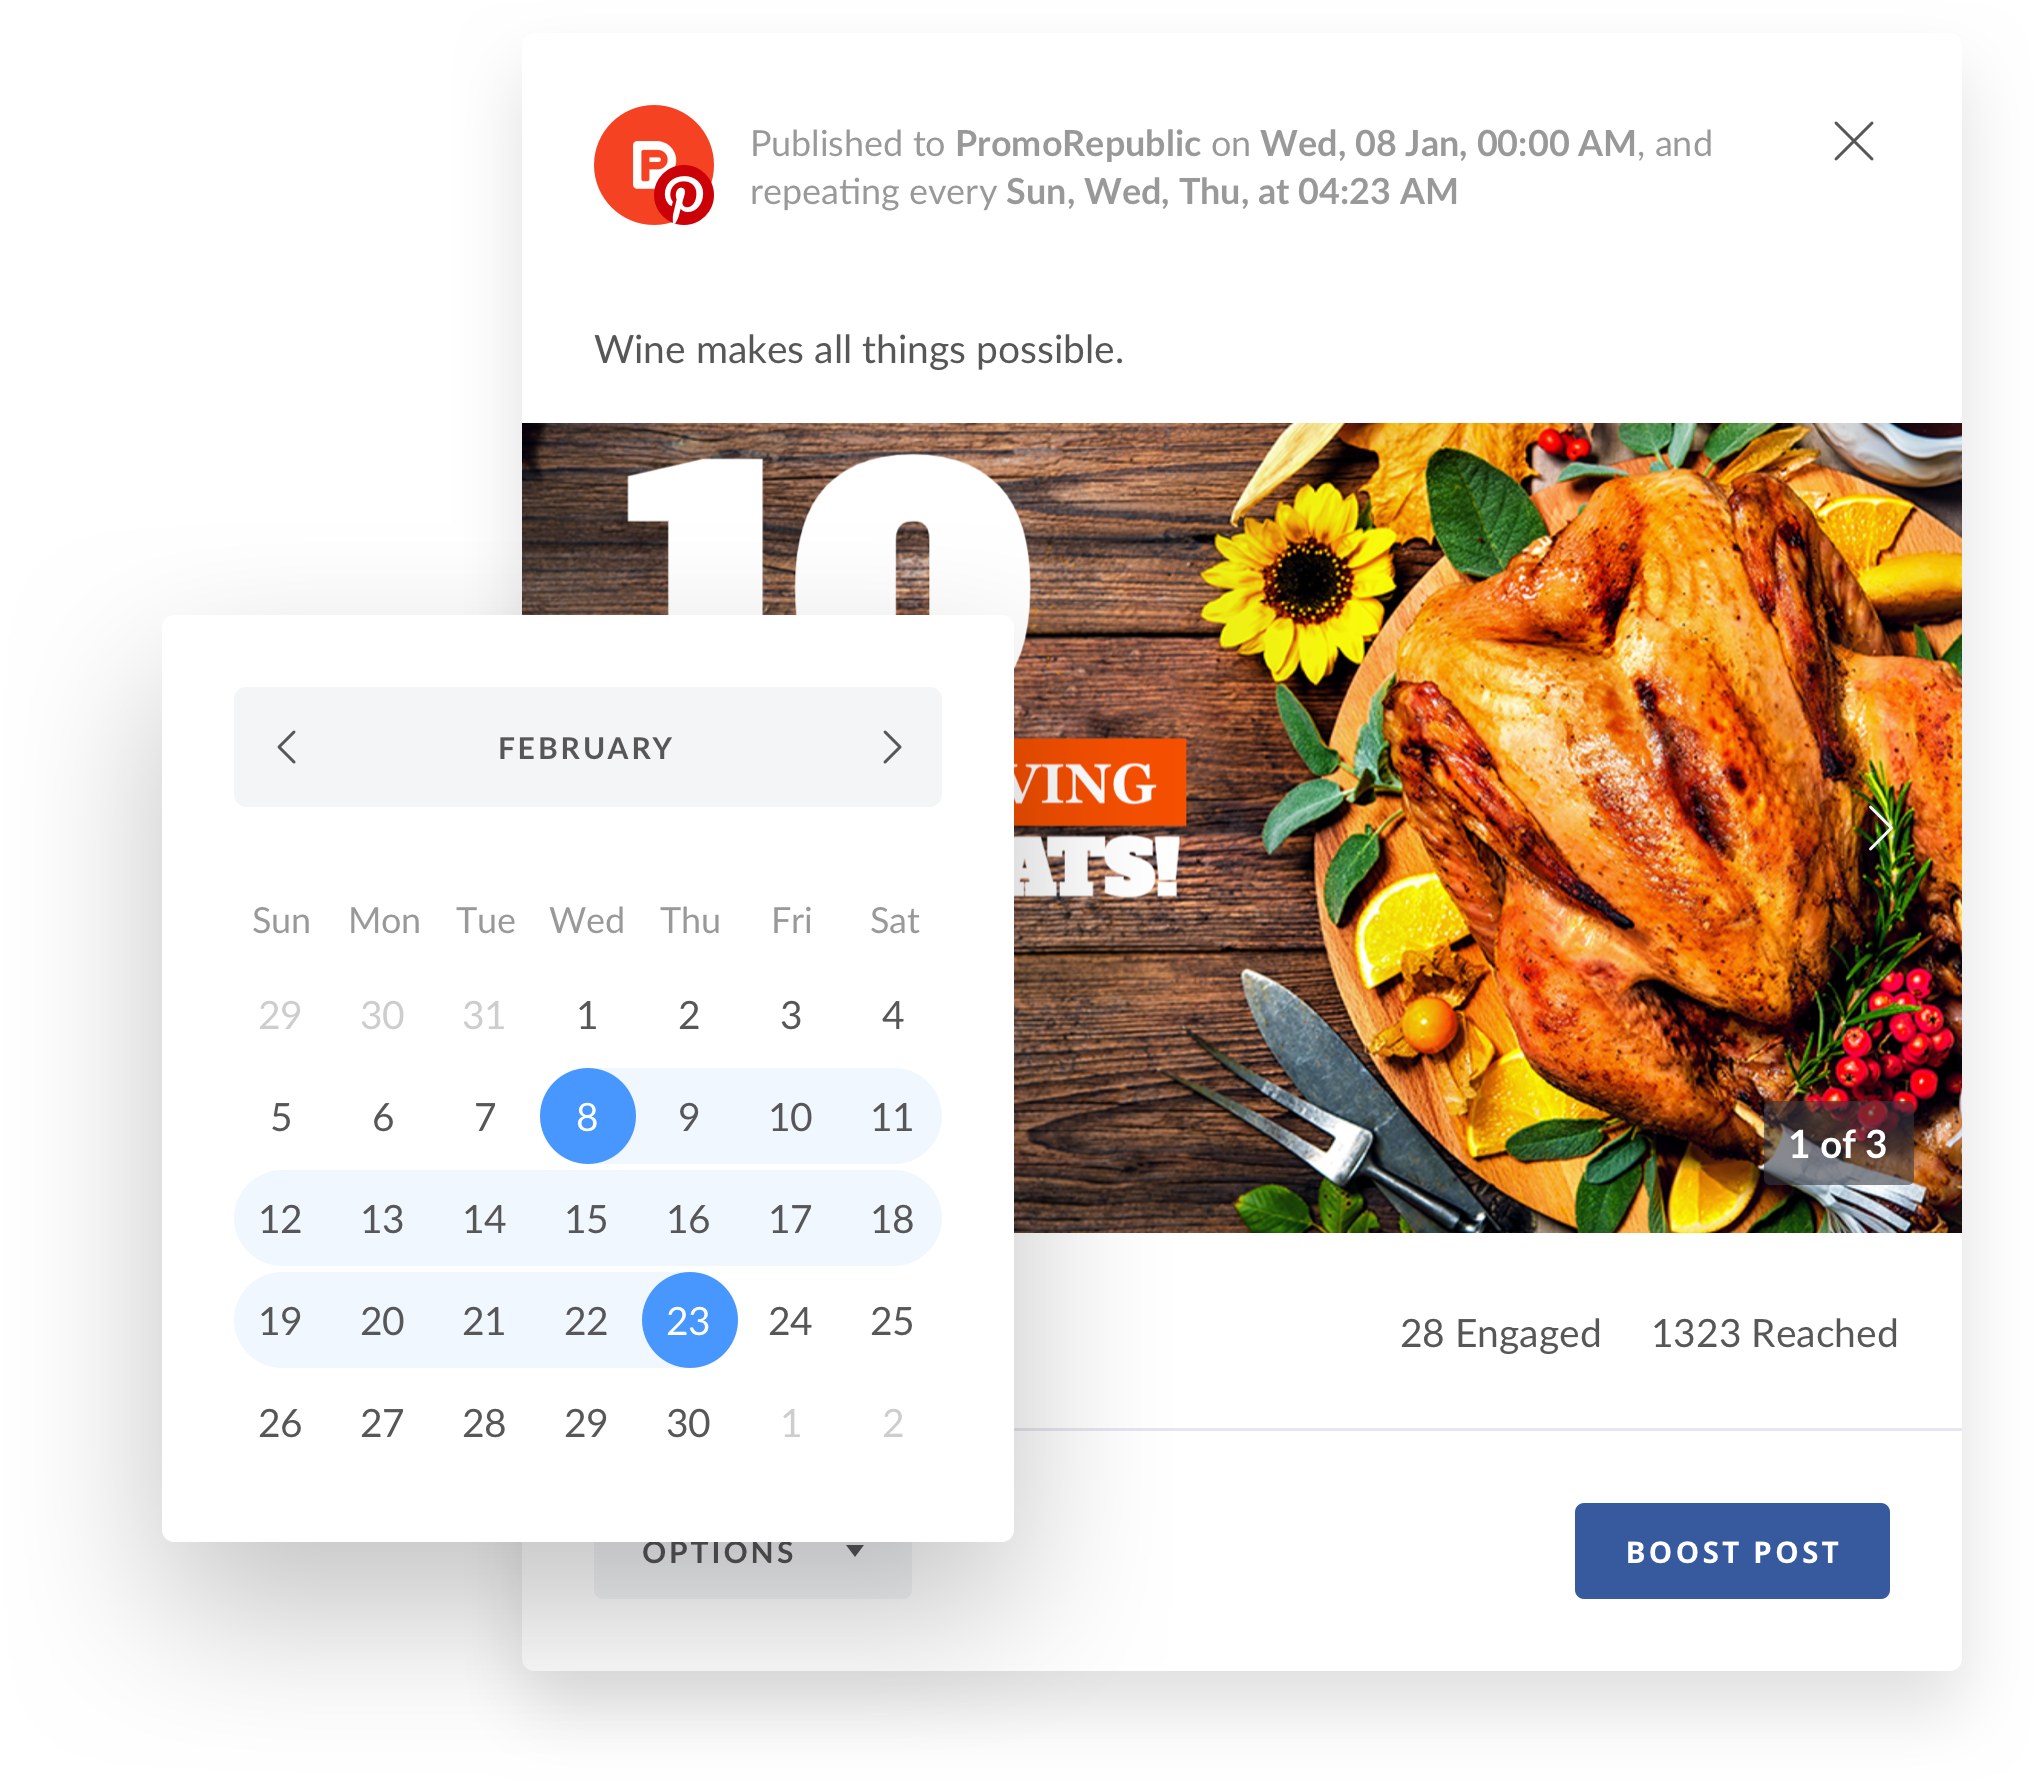 Published to PromoRepublic on Wed, 08 Jan, 00:00 AM, and
repeating every Sun, Wed, Thu, at 04:23 AM
Wine makes all things possible.
10
VING
ATS!
1 of 3
FEBRUARY
Sun Mon Tue Wed Thu Fri Sat
29 30 31 1 2 3 4
5 6 7 8 9 10 11
12 13 14 15 16 17 18
19 20 21 22 23 24 25
26 27 28 29 30 1 2
28 Engaged 1323 Reached
OPTIONS
BOOST POST